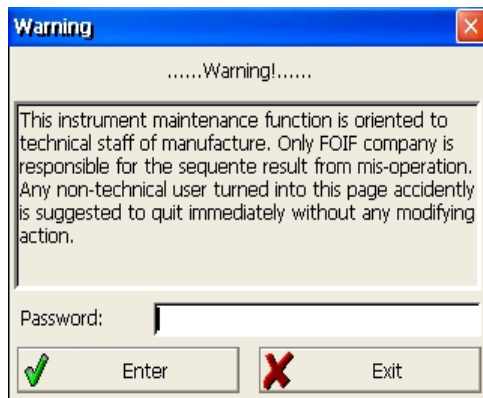 Warning
......Warning!......
This instrument maintenance function is oriented to
technical staff of manufacture. Only FOIF company is
responsible for the sequente result from mis-operation.
Any non-technical user turned into this page accidently
is suggested to quit immediately without any modifying
action.
Password:
Enter
Exit